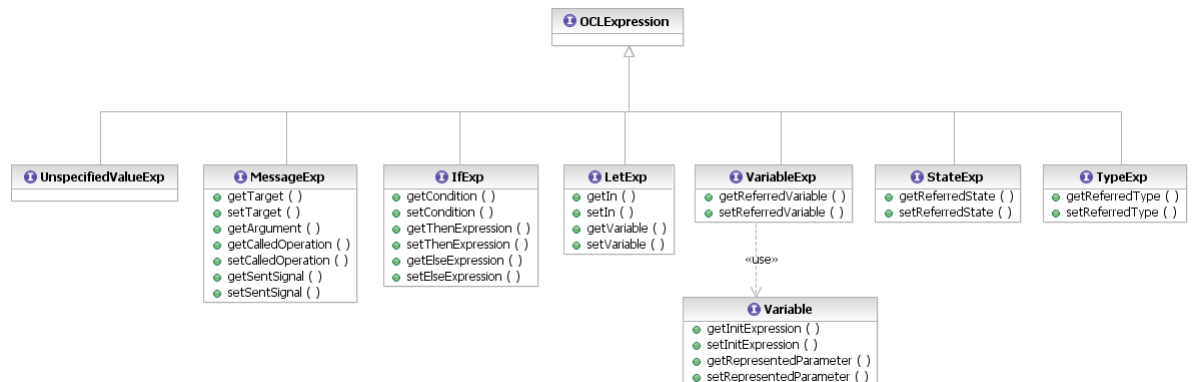 OCLExpression
UnspecifiedValueExp
MessageExp
getTarget ( )
setTarget ( )
getArgument ( )
getCalledOperation ( )
setCalledOperation ( )
getSentSignal ( )
setSentSignal ( )
IfExp
getCondition ( )
setCondition ( )
getThenExpression ( )
setThenExpression ( )
getElseExpression ( )
setElseExpression ( )
LetExp
getIn ( )
setIn ( )
getVariable ( )
setVariable ( )
VariableExp
getReferredVariable ( )
setReferredVariable ( )
StateExp
getReferredState ( )
setReferredState ( )
TypeExp
getReferredType ( )
setReferredType ( )
«use»
Variable
getInitExpression ( )
setInitExpression ( )
getRepresentedParameter ( )
setRepresentedParameter ( )